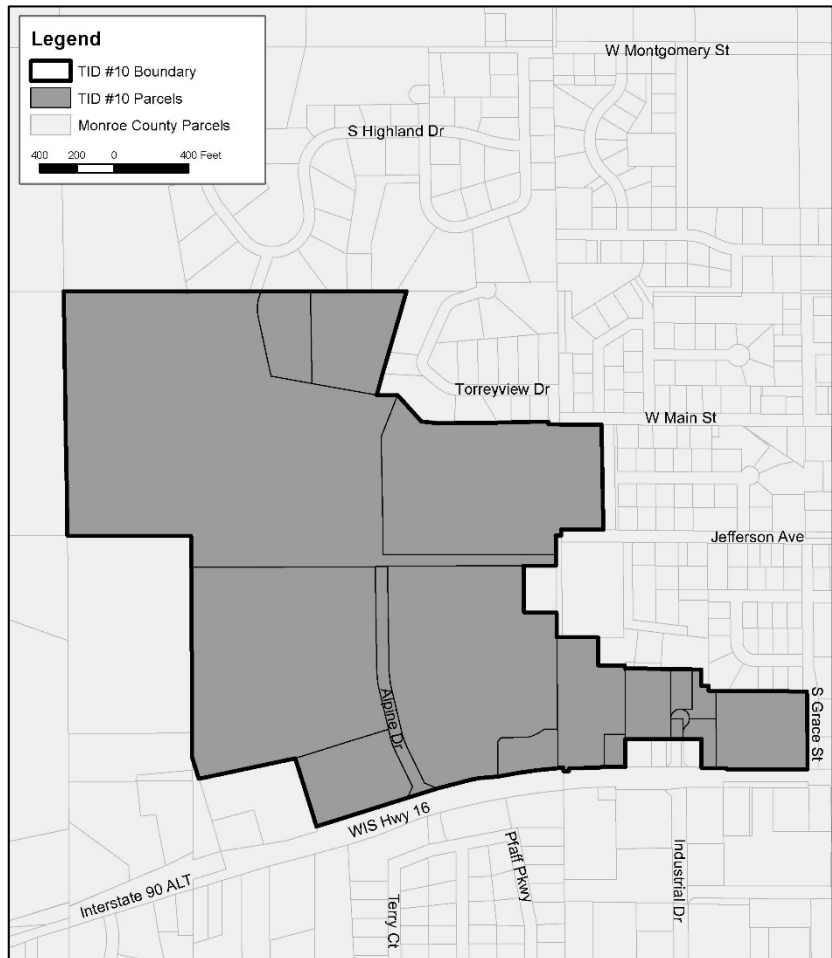 Legend
TID #10 Boundary
TID #10 Parcels
Monroe County Parcels
400 200 0 400 Feet
W Montgomery St
S Highland Dr
Torreyview Dr
W Main St
Jefferson Ave
Alpine Dr
S Grace St
WIS Hwy 16
Interstate 90 ALT
Terry Ct
Pfaff Pkwy
Industrial Dr